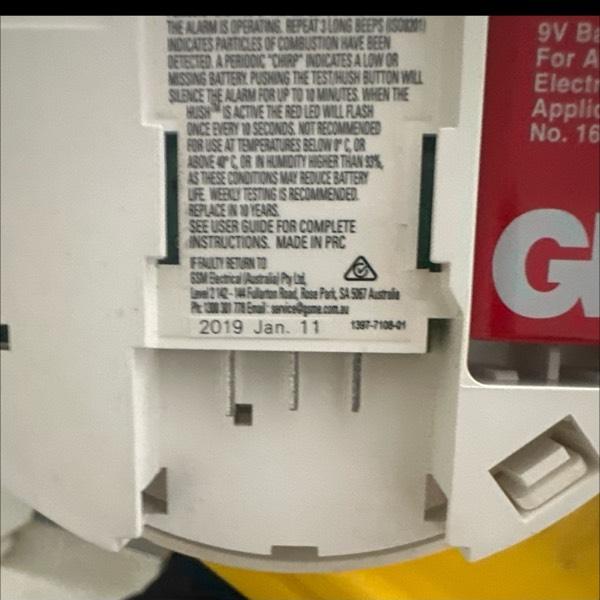 THE ALARM IS OPERATING. REPEAT 3 LONG BEEPS (ISO8201)
INDICATES PARTICLES OF COMBUSTION HAVE BEEN
DETECTED. A PERIODIC "CHIRP" INDICATES A LOW OR
MISSING BATTERY. PUSHING THE TEST/HUSH BUTTON WILL
SILENCE THE ALARM FOR UP TO 10 MINUTES. WHEN THE
HUSH™ IS ACTIVE THE RED LED WILL FLASH
ONCE EVERY 10 SECONDS. NOT RECOMMENDED
FOR USE AT TEMPERATURES BELOW 0° C, OR
ABOVE 40° C, OR IN HUMIDITY HIGHER THAN 93%,
AS THESE CONDITIONS MAY REDUCE BATTERY
LIFE. WEEKLY TESTING IS RECOMMENDED.
REPLACE IN 10 YEARS.
SEE USER GUIDE FOR COMPLETE
INSTRUCTIONS. MADE IN PRC
IF FAULTY RETURN TO
GSM Electrical (Australia) Pty Ltd,
Level 2 142 - 144 Fullarton Road, Rose Park, SA 5067 Australia
Ph: 1300 301 778 Email: service@gsme.com.au
2019 Jan. 11 1397-7108-01
9V Ba
For A
Electr
Applic
No. 16
G